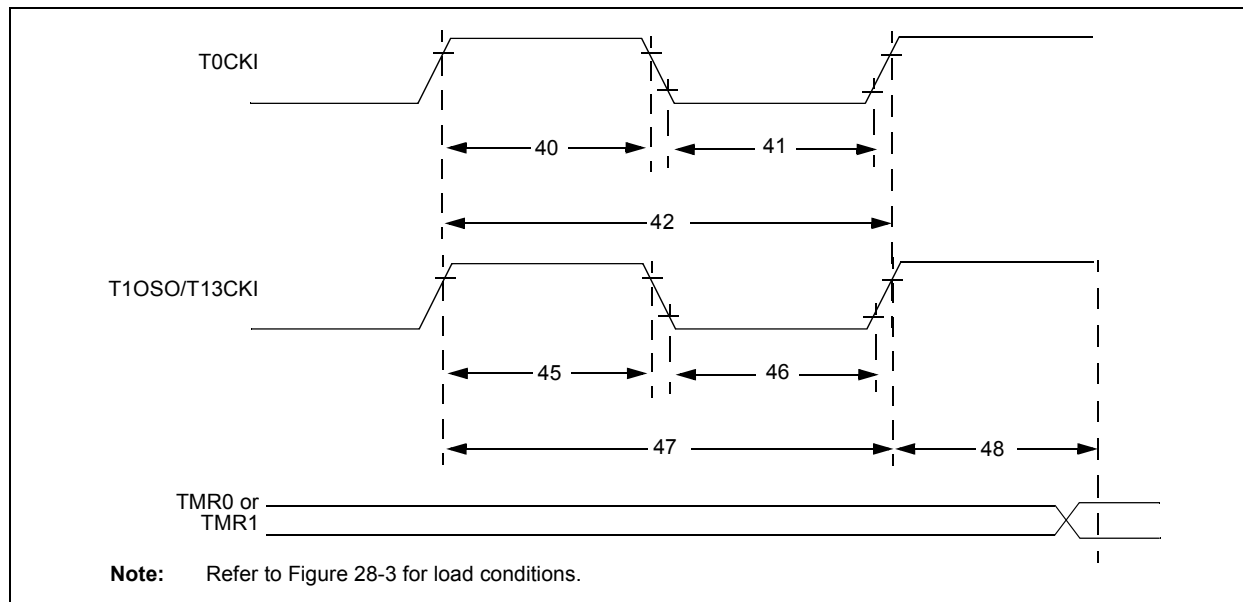 T0CKI
40
41
42
T1OSO/T13CKI
45
46
47
48
TMR0 or
TMR1
Note: Refer to Figure 28-3 for load conditions.